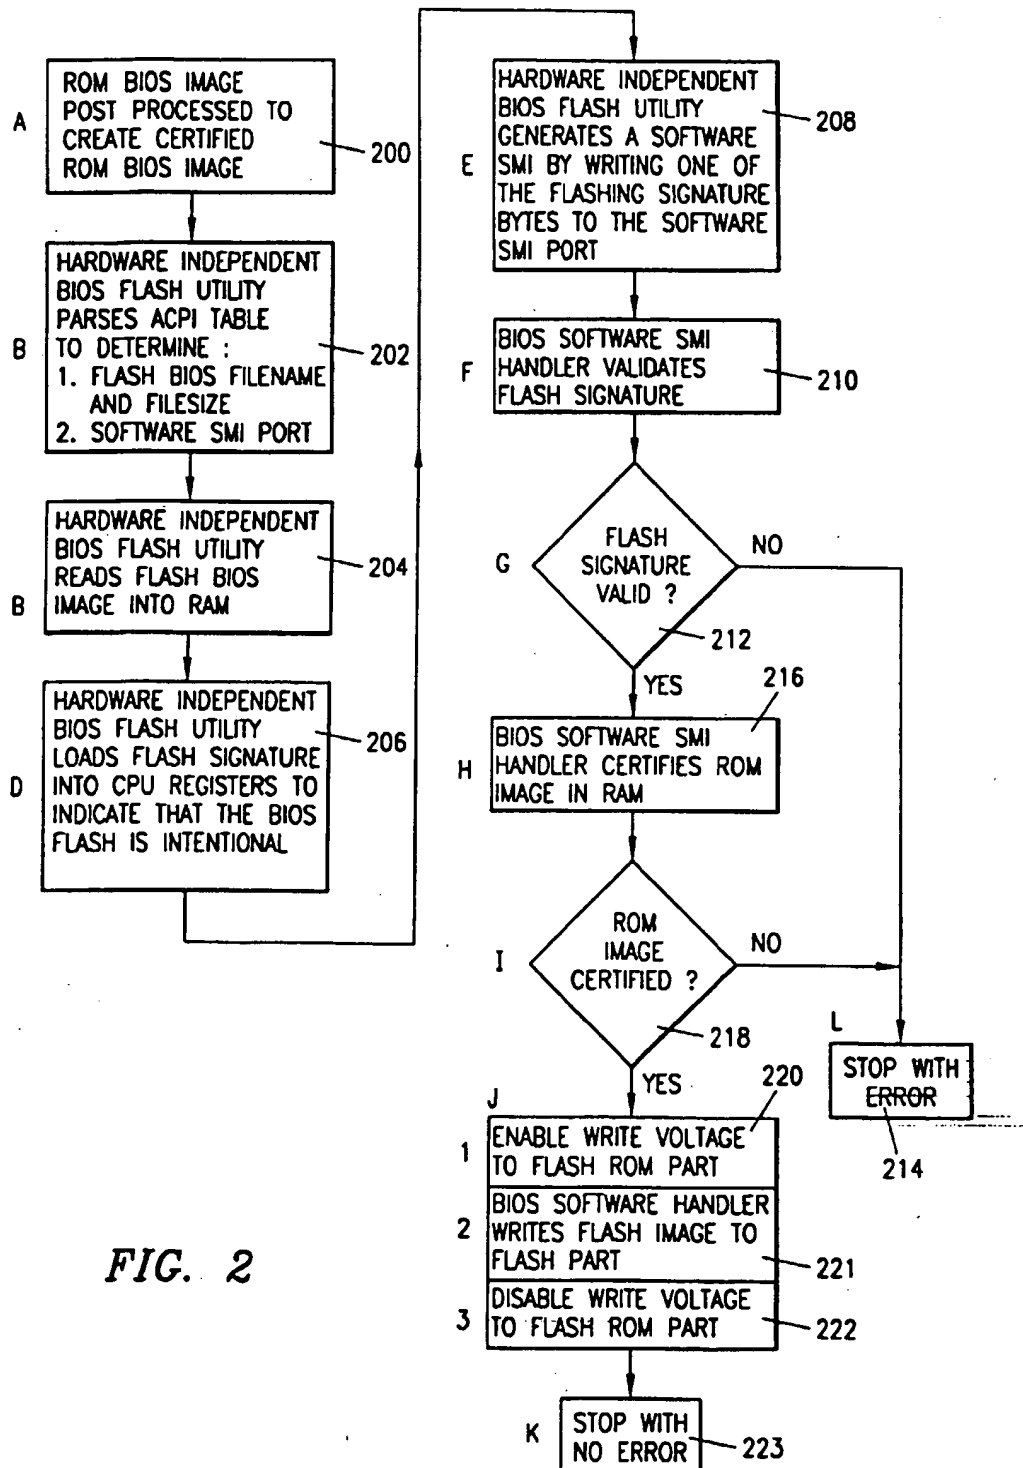 A
ROM BIOS IMAGE
POST PROCESSED TO
CREATE CERTIFIED
ROM BIOS IMAGE
200
B
HARDWARE INDEPENDENT
BIOS FLASH UTILITY
PARSES ACPI TABLE
TO DETERMINE :
1. FLASH BIOS FILENAME
AND FILESIZE
2. SOFTWARE SMI PORT
202
B
HARDWARE INDEPENDENT
BIOS FLASH UTILITY
READS FLASH BIOS
IMAGE INTO RAM
204
D
HARDWARE INDEPENDENT
BIOS FLASH UTILITY
LOADS FLASH SIGNATURE
INTO CPU REGISTERS TO
INDICATE THAT THE BIOS
FLASH IS INTENTIONAL
206
E
HARDWARE INDEPENDENT
BIOS FLASH UTILITY
GENERATES A SOFTWARE
SMI BY WRITING ONE OF
THE FLASHING SIGNATURE
BYTES TO THE SOFTWARE
SMI PORT
208
F
BIOS SOFTWARE SMI
HANDLER VALIDATES
FLASH SIGNATURE
210
G
FLASH
SIGNATURE
VALID ?
212
NO
YES
H
BIOS SOFTWARE SMI
HANDLER CERTIFIES ROM
IMAGE IN RAM
216
I
ROM
IMAGE
CERTIFIED ?
218
NO
YES
L
STOP WITH
ERROR
214
J
1
ENABLE WRITE VOLTAGE
TO FLASH ROM PART
220
2
BIOS SOFTWARE HANDLER
WRITES FLASH IMAGE TO
FLASH PART
221
3
DISABLE WRITE VOLTAGE
TO FLASH ROM PART
222
K
STOP WITH
NO ERROR
223
FIG. 2